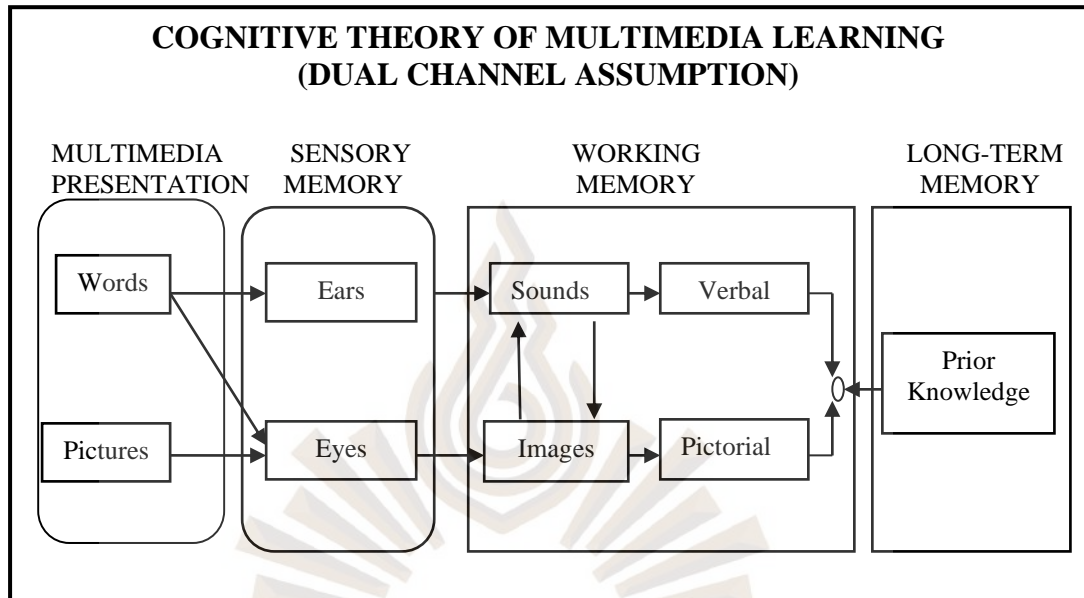 COGNITIVE THEORY OF MULTIMEDIA LEARNING
(DUAL CHANNEL ASSUMPTION)
MULTIMEDIA
PRESENTATION
SENSORY
MEMORY
WORKING
MEMORY
LONG-TERM
MEMORY
Words
Ears
Sounds
Verbal
Prior
Knowledge
Pictures
Eyes
Images
Pictorial